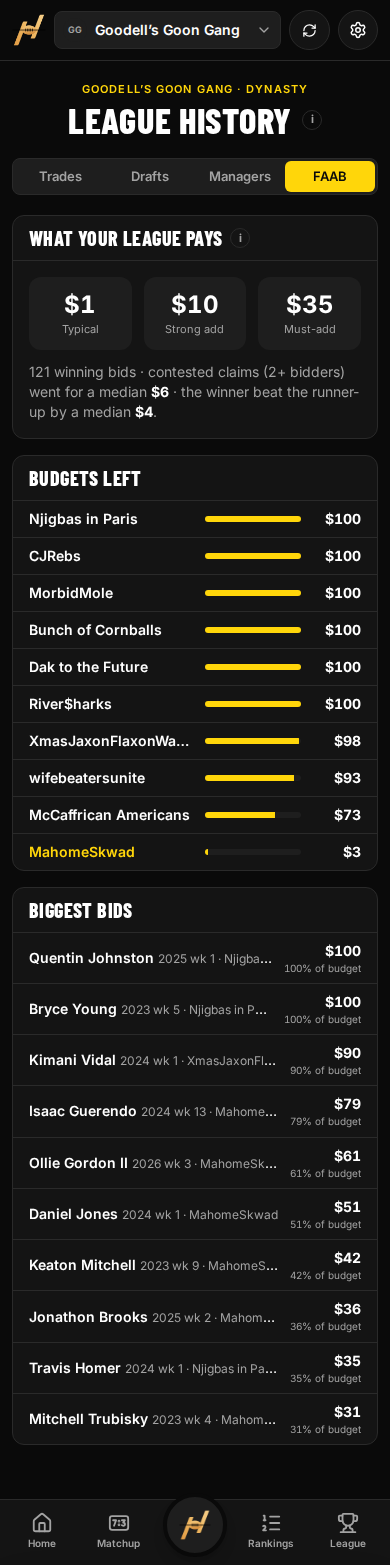 GG Goodell's Goon Gang
GOODELL'S GOON GANG · DYNASTY
LEAGUE HISTORY i
Trades Drafts Managers FAAB
WHAT YOUR LEAGUE PAYS i
$1 $10 $35
Typical Strong add Must-add
121 winning bids · contested claims (2+ bidders)
went for a median $6 · the winner beat the runner-
up by a median $4.
BUDGETS LEFT
Njigbas in Paris $100
CJRebs $100
MorbidMole $100
Bunch of Cornballs $100
Dak to the Future $100
River$harks $100
XmasJaxonFlaxonWa... $98
wifebeatersunite $93
McCaffrican Americans $73
MahomeSkwad $3
BIGGEST BIDS
Quentin Johnston 2025 wk 1 · Njigba... $100
100% of budget
Bryce Young 2023 wk 5 · Njigbas in P... $100
100% of budget
Kimani Vidal 2024 wk 1 · XmasJaxonFl... $90
90% of budget
Isaac Guerendo 2024 wk 13 · Mahome... $79
79% of budget
Ollie Gordon II 2026 wk 3 · MahomeSk... $61
61% of budget
Daniel Jones 2024 wk 1 · MahomeSkwad $51
51% of budget
Keaton Mitchell 2023 wk 9 · MahomeS... $42
42% of budget
Jonathon Brooks 2025 wk 2 · Mahom... $36
36% of budget
Travis Homer 2024 wk 1 · Njigbas in Pa... $35
35% of budget
Mitchell Trubisky 2023 wk 4 · Mahom... $31
31% of budget
7:3
Home Matchup Rankings League